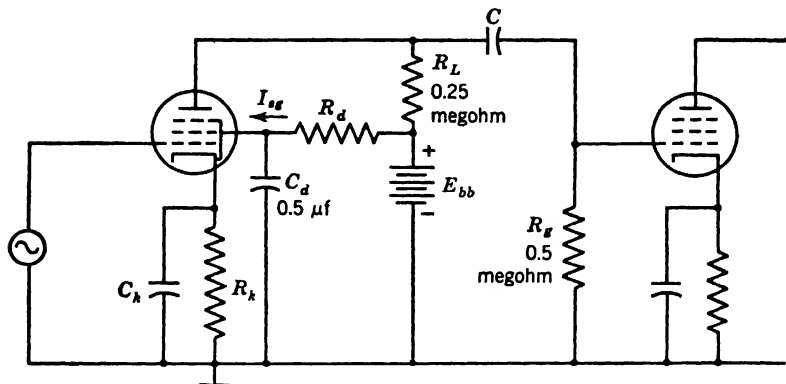 C
R_L
0.25
megohm
I_sg
R_d
+
E_bb
-
C_d
0.5 μf
R_g
0.5
megohm
C_k
R_k